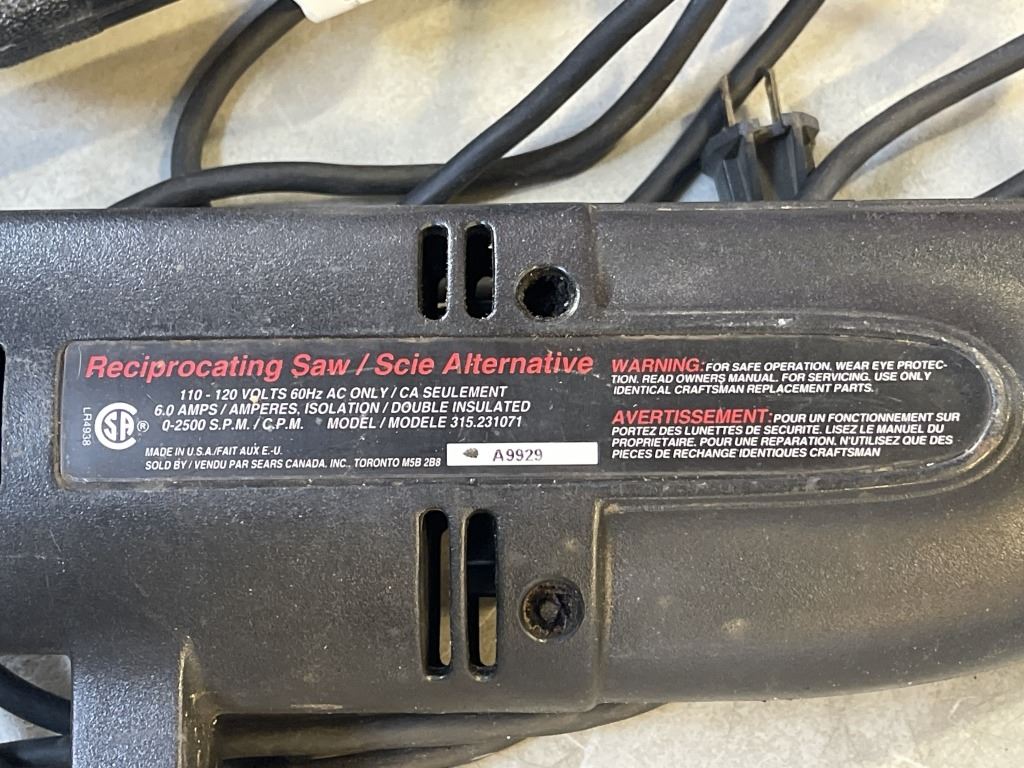 Reciprocating Saw / Scie Alternative
110 - 120 VOLTS 60Hz AC ONLY / CA SEULEMENT
6.0 AMPS / AMPERES, ISOLATION / DOUBLE INSULATED
0-2500 S.P.M. / C.P.M. MODEL / MODELE 315.231071
LR44938
SA ®
MADE IN U.S.A./FAIT AUX E.-U.
SOLD BY / VENDU PAR SEARS CANADA, INC., TORONTO M5B 2B8
A9929
WARNING: FOR SAFE OPERATION, WEAR EYE PROTEC-
TION. READ OWNERS MANUAL. FOR SERVICING, USE ONLY
IDENTICAL CRAFTSMAN REPLACEMENT PARTS.
AVERTISSEMENT: POUR UN FONCTIONNEMENT SUR
PORTEZ DES LUNETTES DE SECURITE. LISEZ LE MANUEL DU
PROPRIETAIRE. POUR UNE REPARATION, N'UTILISEZ QUE DES
PIECES DE RECHANGE IDENTIQUES CRAFTSMAN